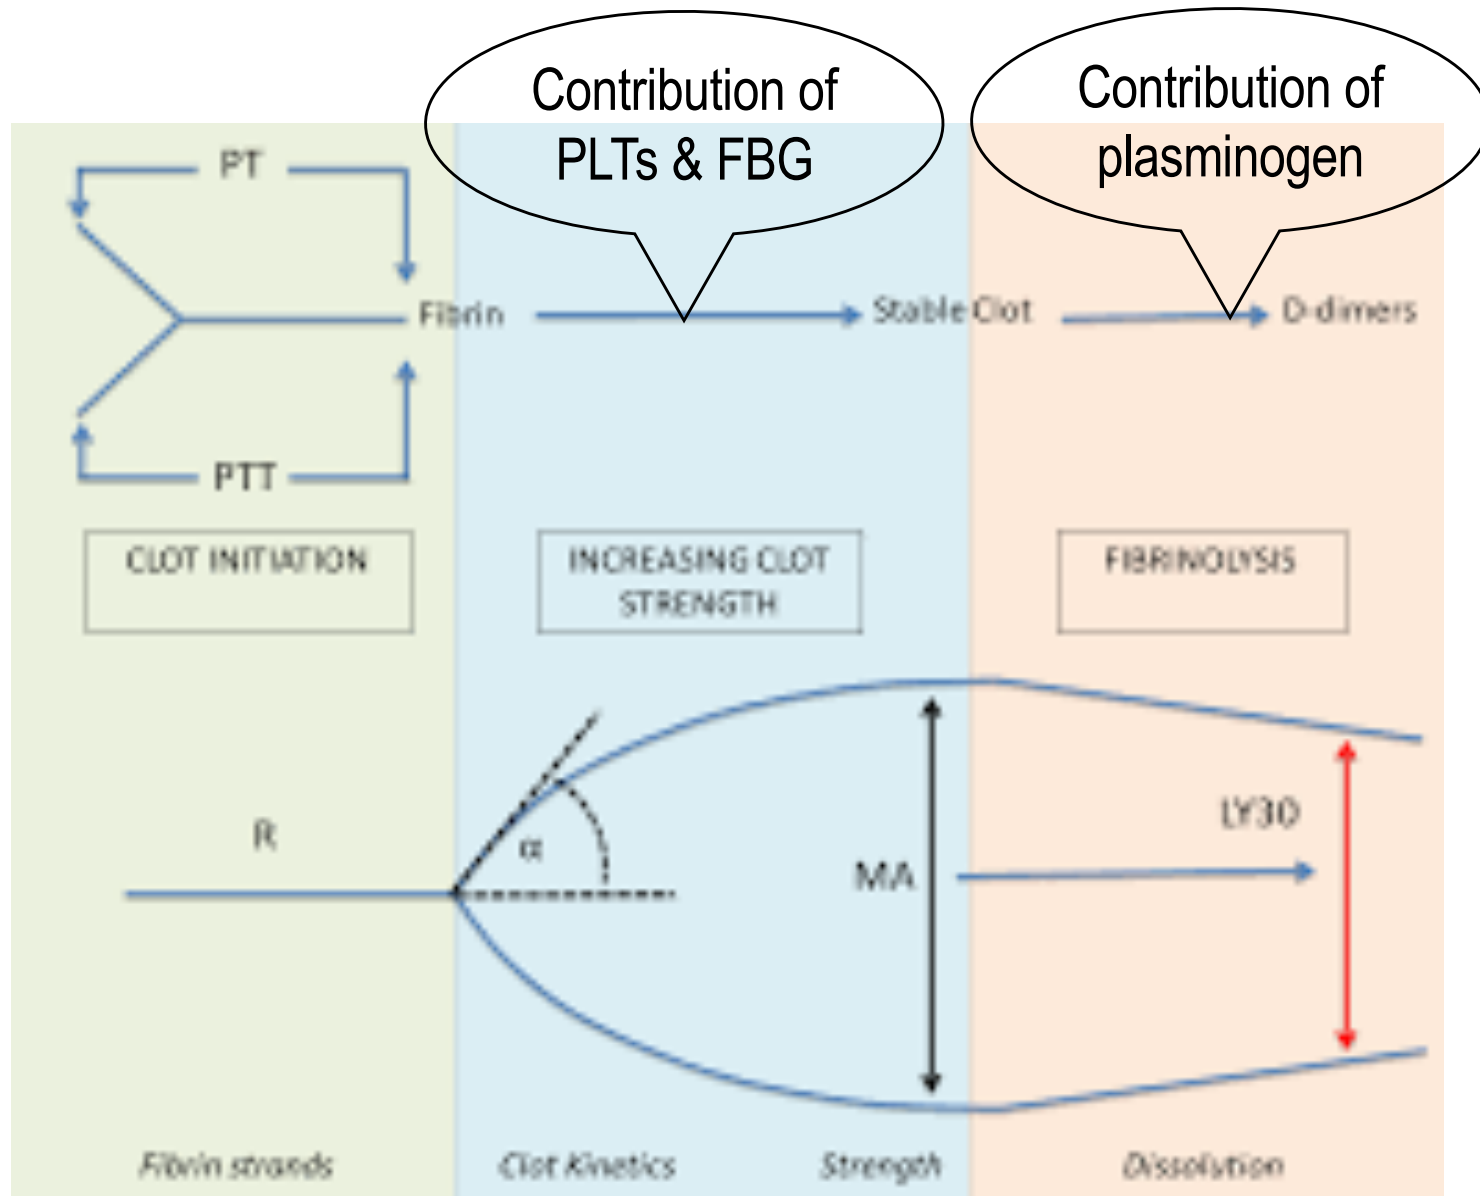 Contribution of
PLTs & FBG
Contribution of
plasminogen
PT
Fibrin
Stable Clot
D-dimers
PTT
CLOT INITIATION
INCREASING CLOT
STRENGTH
FIBRINOLYSIS
R
α
MA
LY30
Fibrin strands
Clot Kinetics
Strength
Dissolution